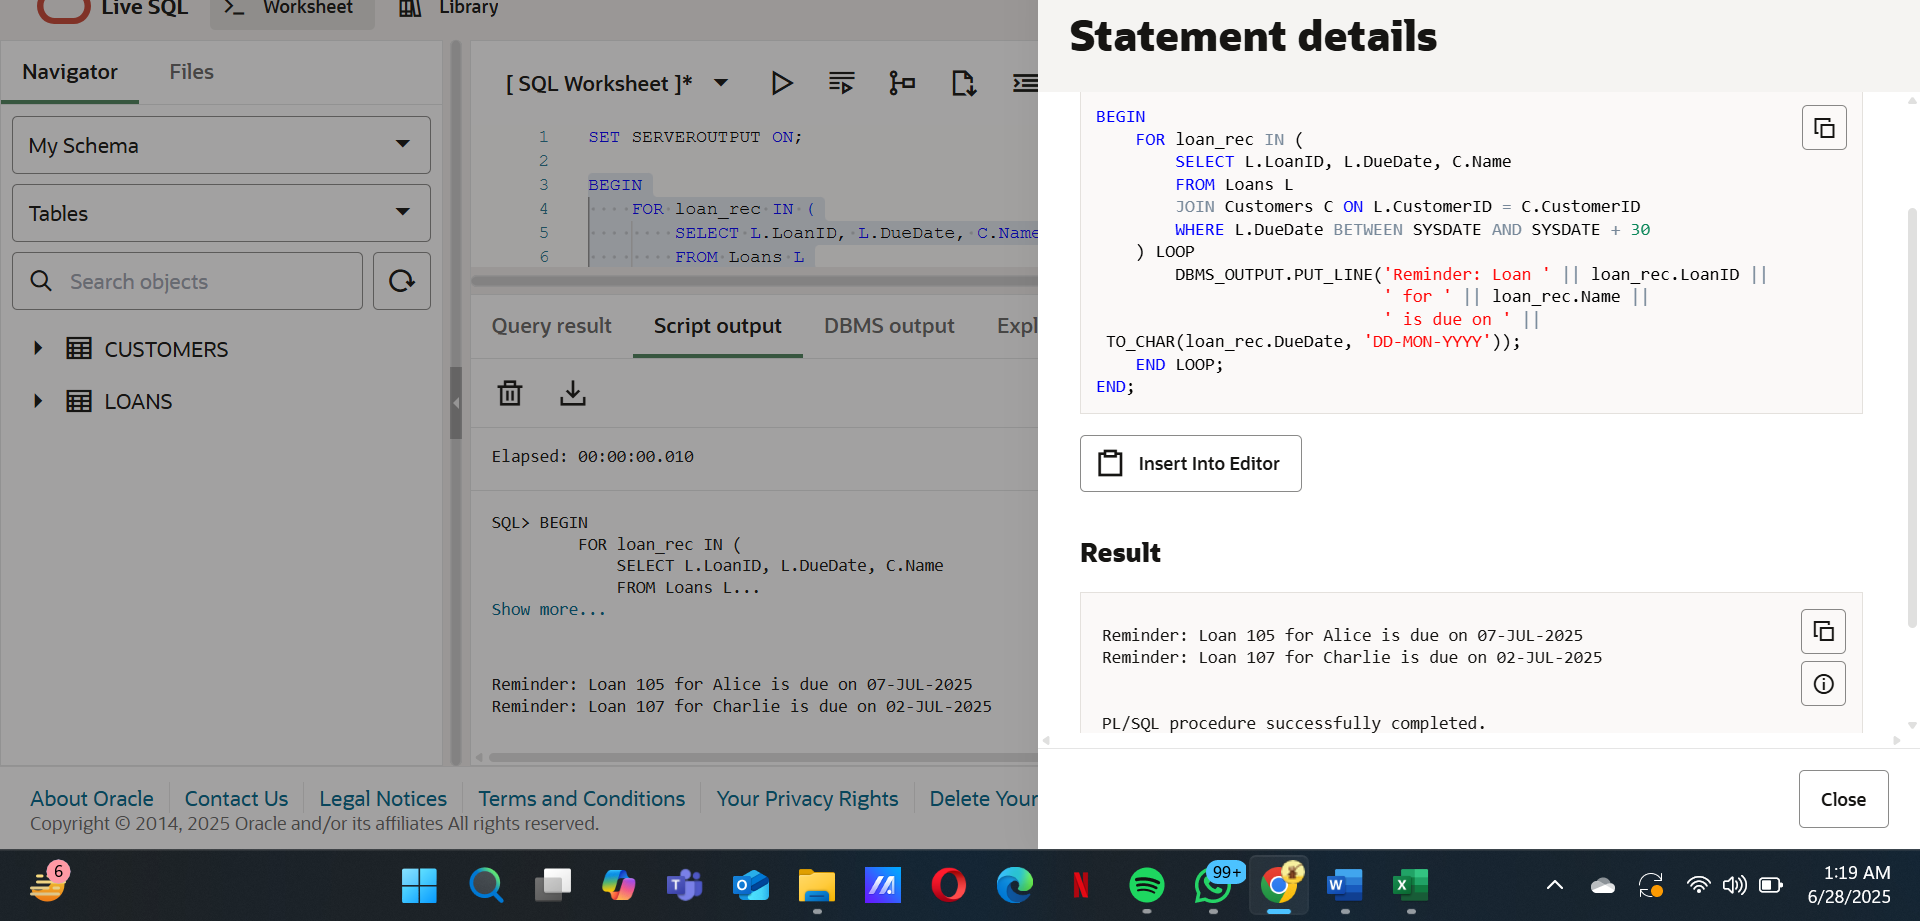 Live SQL
Worksheet
Library
Navigator
Files
My Schema
Tables
Search objects
CUSTOMERS
LOANS
[ SQL Worksheet ]*
1 SET SERVEROUTPUT ON;
2
3 BEGIN
4 FOR loan_rec IN (
5 SELECT L.LoanID, L.DueDate, C.Name
6 FROM Loans L
Query result
Script output
DBMS output
Expl
Elapsed: 00:00:00.010
SQL> BEGIN
FOR loan_rec IN (
SELECT L.LoanID, L.DueDate, C.Name
FROM Loans L...
Show more...
Reminder: Loan 105 for Alice is due on 07-JUL-2025
Reminder: Loan 107 for Charlie is due on 02-JUL-2025
About Oracle
Contact Us
Legal Notices
Terms and Conditions
Your Privacy Rights
Delete Your
Copyright © 2014, 2025 Oracle and/or its affiliates All rights reserved.
Statement details
BEGIN
FOR loan_rec IN (
SELECT L.LoanID, L.DueDate, C.Name
FROM Loans L
JOIN Customers C ON L.CustomerID = C.CustomerID
WHERE L.DueDate BETWEEN SYSDATE AND SYSDATE + 30
) LOOP
DBMS_OUTPUT.PUT_LINE('Reminder: Loan ' || loan_rec.LoanID ||
' for ' || loan_rec.Name ||
' is due on ' ||
TO_CHAR(loan_rec.DueDate, 'DD-MON-YYYY'));
END LOOP;
END;
Insert Into Editor
Result
Reminder: Loan 105 for Alice is due on 07-JUL-2025
Reminder: Loan 107 for Charlie is due on 02-JUL-2025
PL/SQL procedure successfully completed.
Close
6
99+
1:19 AM
6/28/2025